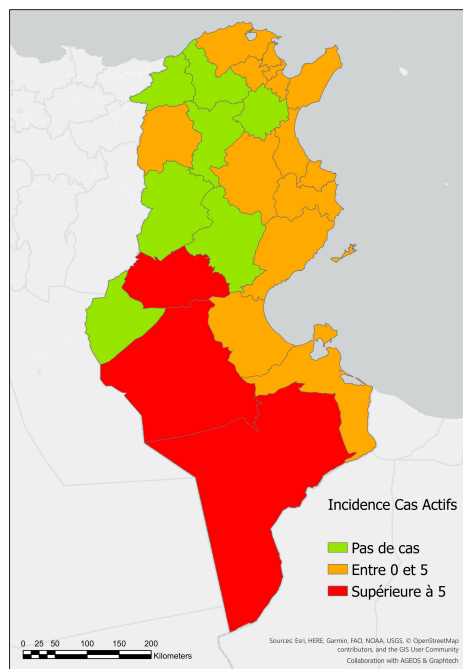 Incidence Cas Actifs
Pas de cas
Entre 0 et 5
Supérieure à 5
0 25 50 100 150 200
Kilometers
Sources: Esri, HERE, Garmin, FAO, NOAA, USGS, © OpenStreetMap
contributors, and the GIS User Community
Collaboration with AGEOS & Graphtech